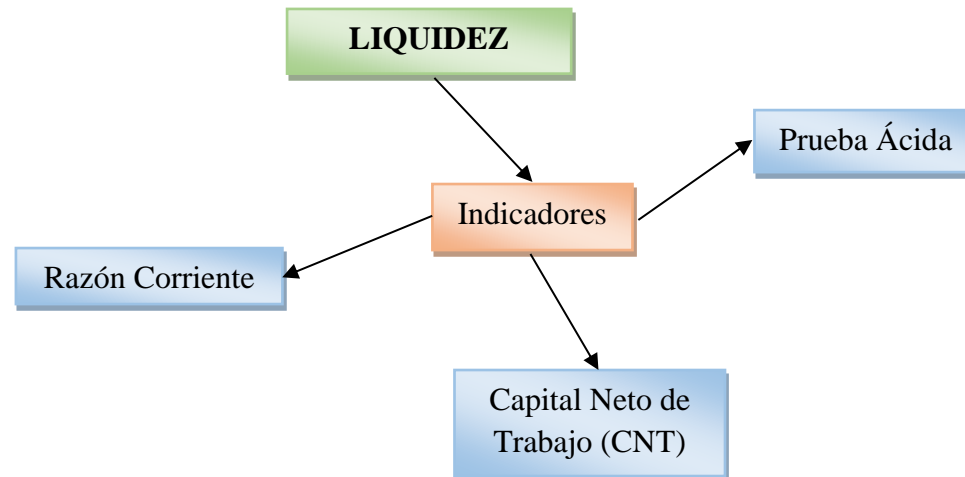 LIQUIDEZ
Prueba Ácida
Indicadores
Razón Corriente
Capital Neto de
Trabajo (CNT)